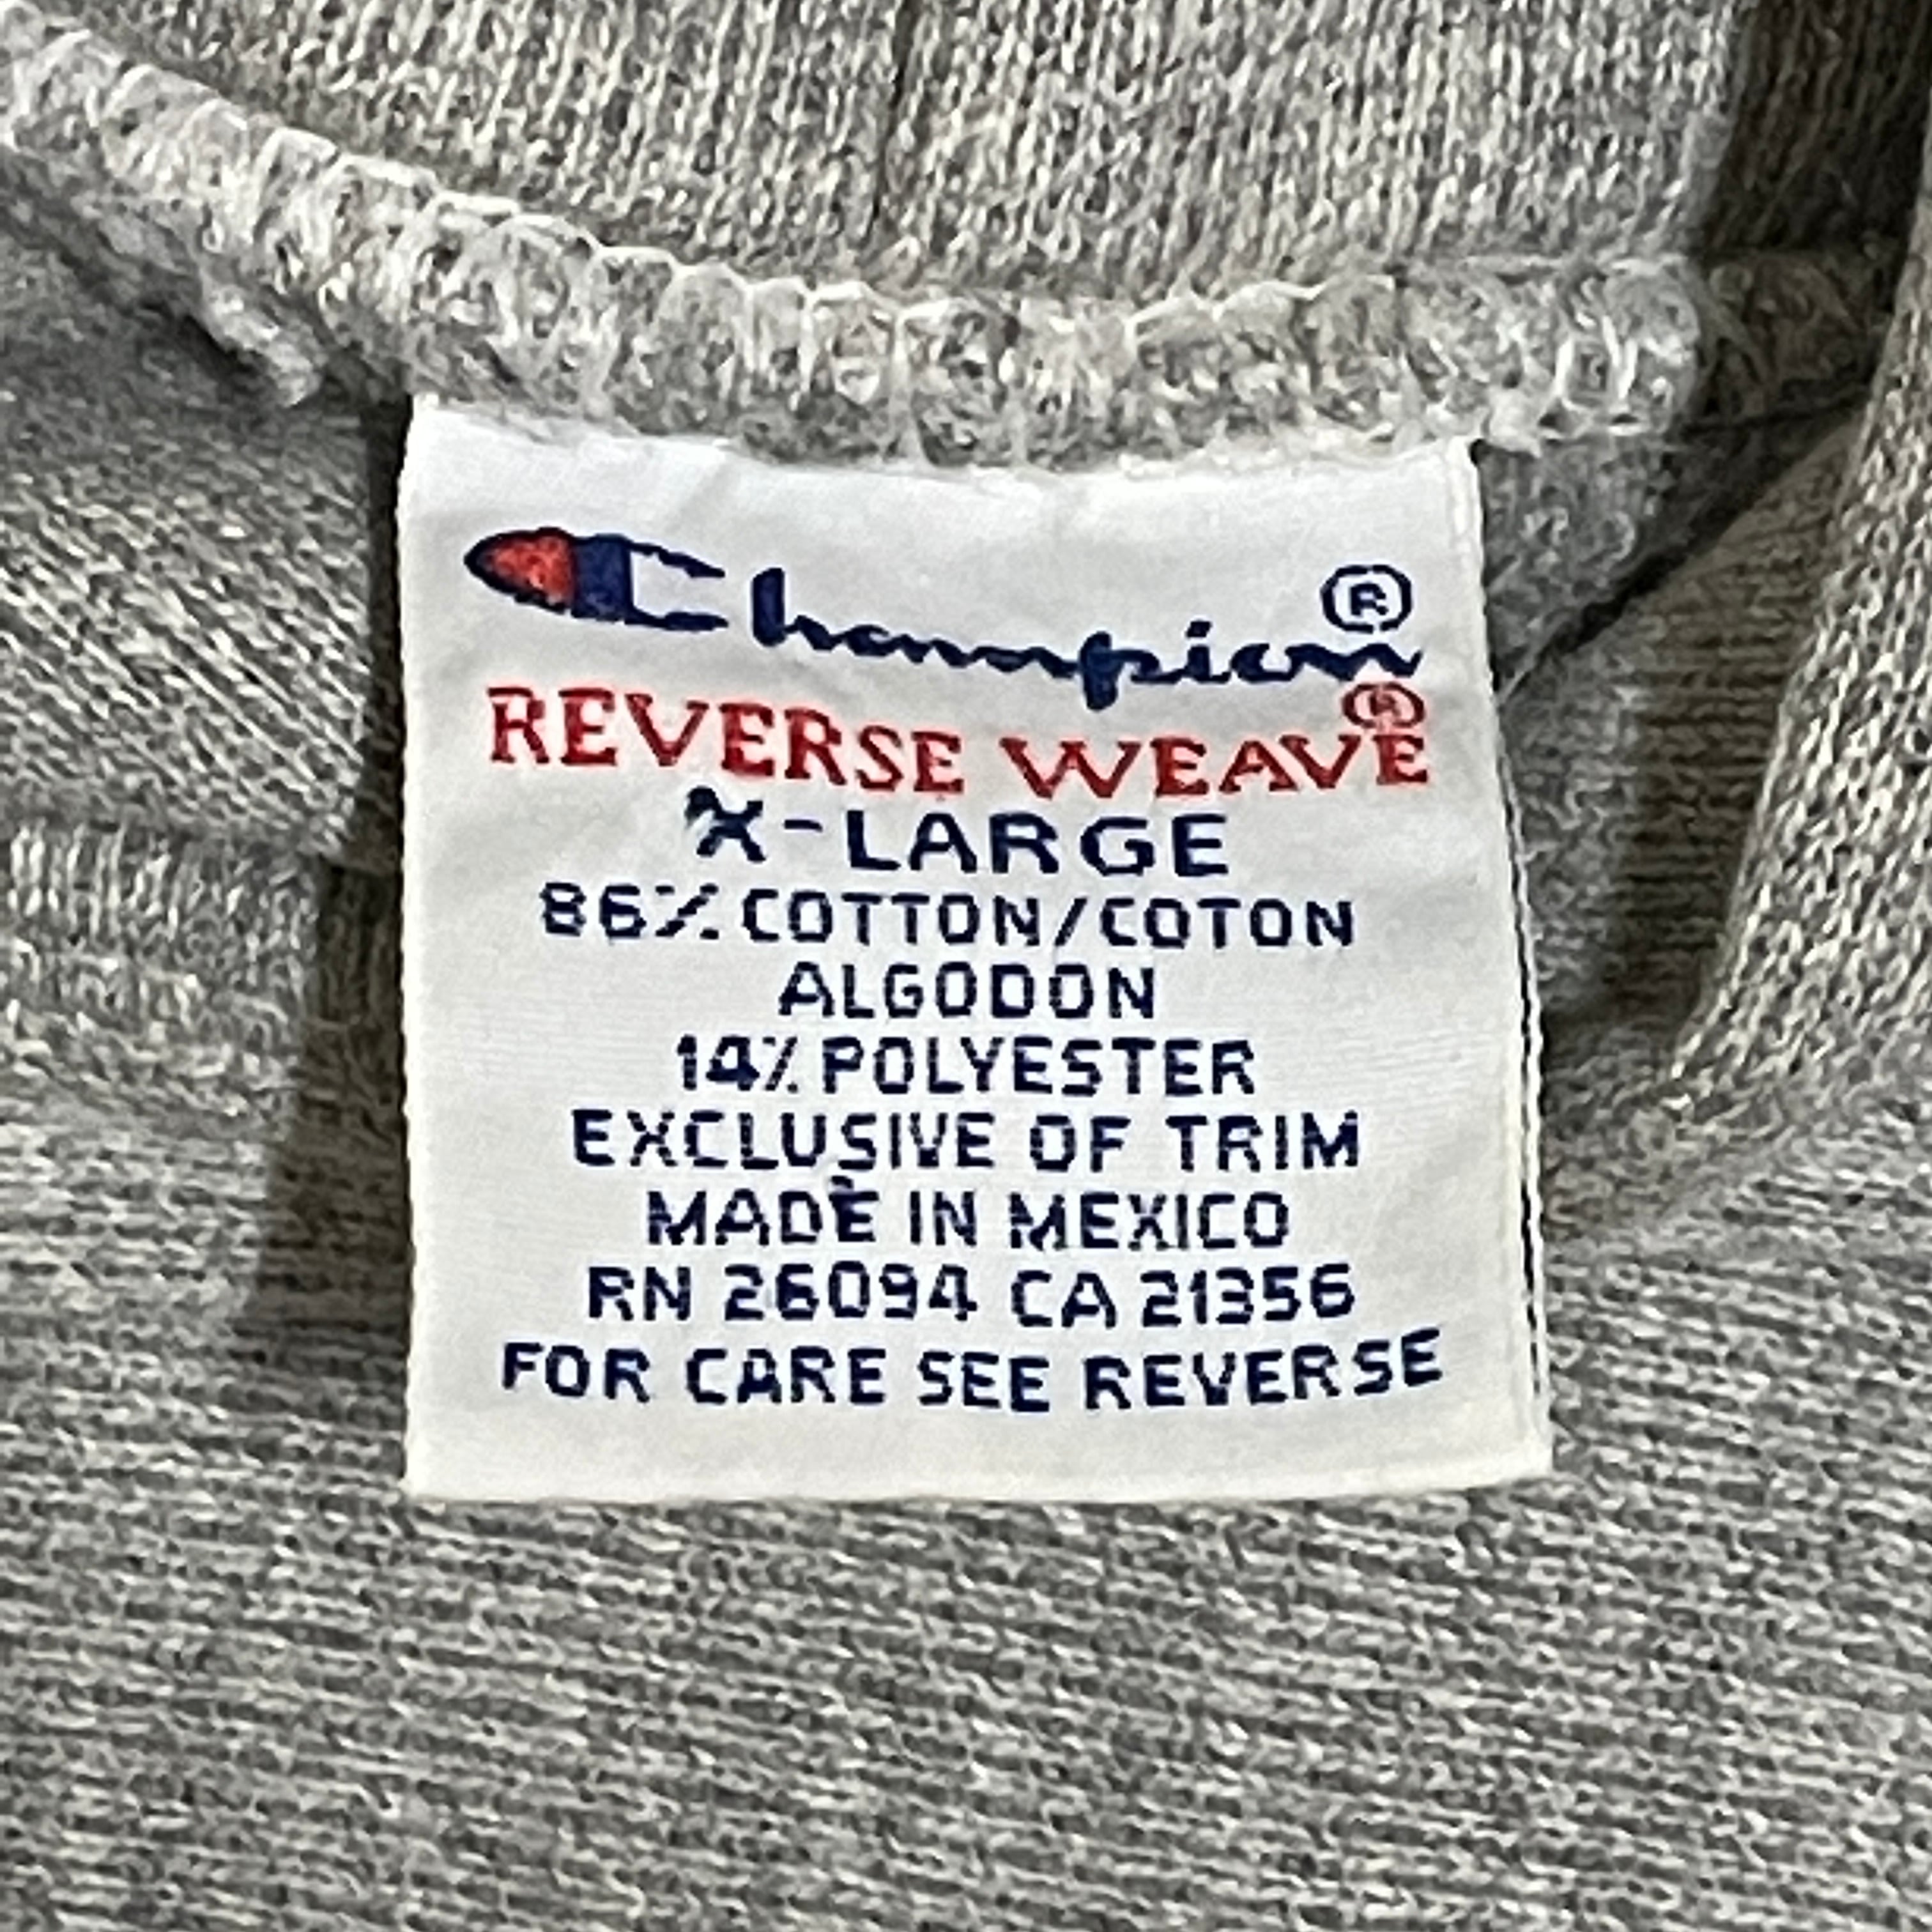 Champion®
REVERSE WEAVE®
X-LARGE
86% COTTON/COTON
ALGODON
14% POLYESTER
EXCLUSIVE OF TRIM
MADE IN MEXICO
RN 26094 CA 21356
FOR CARE SEE REVERSE